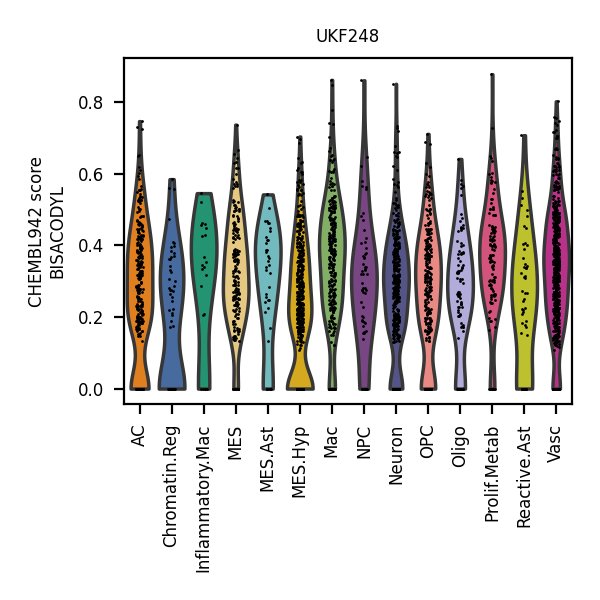 UKF248
CHEMBL942 score
BISACODYL
0.8
0.6
0.4
0.2
0.0
AC
Chromatin.Reg
Inflammatory.Mac
MES
MES.Ast
MES.Hyp
Mac
NPC
Neuron
OPC
Oligo
Prolif.Metab
Reactive.Ast
Vasc